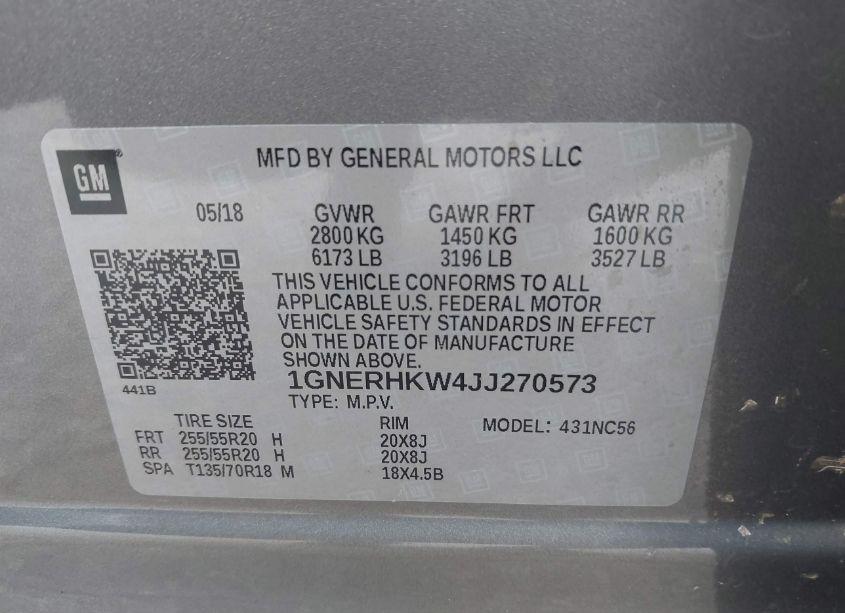 GM
MFD BY GENERAL MOTORS LLC
05/18 GVWR GAWR FRT GAWR RR
2800 KG 1450 KG 1600 KG
6173 LB 3196 LB 3527 LB
THIS VEHICLE CONFORMS TO ALL
APPLICABLE U.S. FEDERAL MOTOR
VEHICLE SAFETY STANDARDS IN EFFECT
ON THE DATE OF MANUFACTURE
SHOWN ABOVE.
441B
1GNERHKW4JJ270573
TYPE: M.P.V.
TIRE SIZE RIM MODEL: 431NC56
FRT 255/55R20 H 20X8J
RR 255/55R20 H 20X8J
SPA T135/70R18 M 18X4.5B